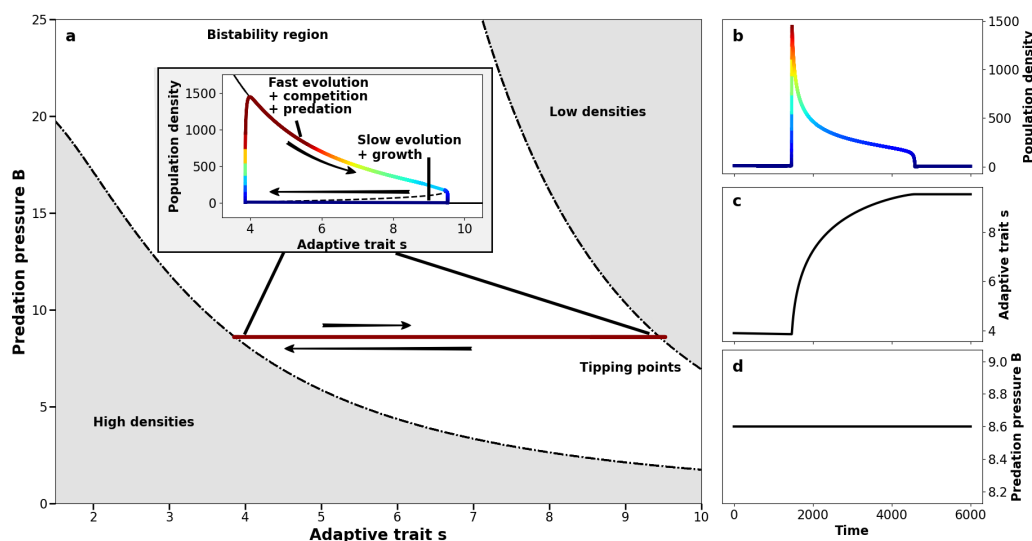 a
Bistability region
Low densities
High densities
Tipping points
Predation pressure B
25
20
15
10
5
0
2
3
4
5
6
7
8
9
10
Adaptive trait s
Fast evolution
+ competition
+ predation
Slow evolution
+ growth
Population density
1500
1000
500
0
4
6
8
10
Adaptive trait s
b
1500
1000
500
0
Population density
c
8
6
4
Adaptive trait s
d
9.0
8.8
8.6
8.4
8.2
Predation pressure B
0
2000
4000
6000
Time